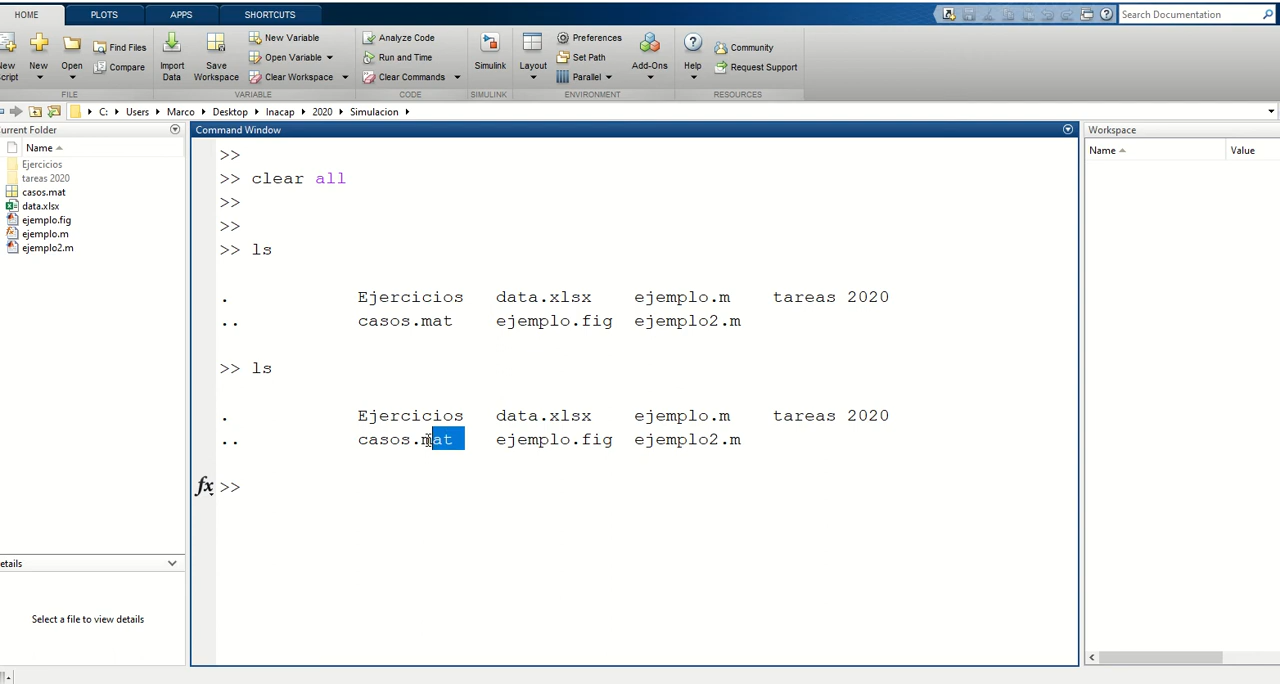 HOME PLOTS APPS SHORTCUTS Search Documentation
New Variable Analyze Code Preferences Community
Find Files Open Variable Run and Time Set Path Request Support
Compare Clear Workspace Clear Commands Parallel
New Open Import Save Simulink Layout Add-Ons Help
Data Workspace
FILE VARIABLE CODE SIMULINK ENVIRONMENT RESOURCES
C: Users Marco Desktop Inacap 2020 Simulacion
Name
Ejercicios
tareas 2020
casos.mat
data.xlsx
ejemplo.fig
ejemplo.m
ejemplo2.m
Select a file to view details
Command Window
>>
>> clear all
>>
>>
>> ls
. Ejercicios data.xlsx ejemplo.m tareas 2020
.. casos.mat ejemplo.fig ejemplo2.m
>> ls
. Ejercicios data.xlsx ejemplo.m tareas 2020
.. casos.mat ejemplo.fig ejemplo2.m
fx >>
Workspace
Name Value